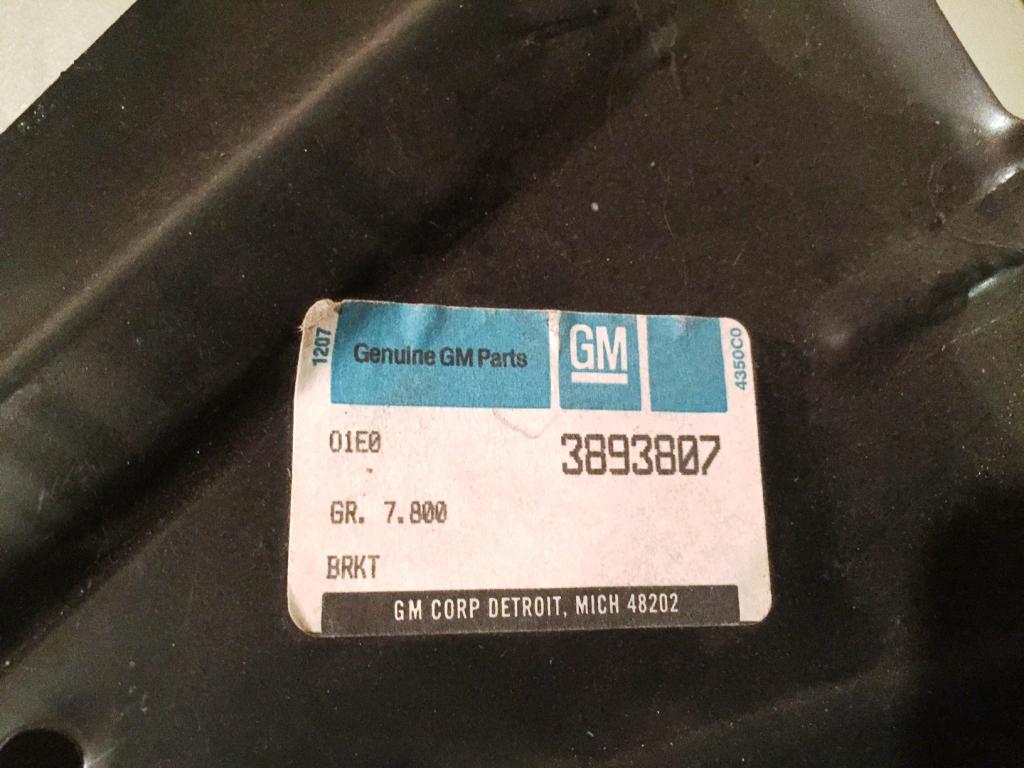 1207
Genuine GM Parts
GM
4350C0
01E0
3893807
GR. 7.800
BRKT
GM CORP DETROIT, MICH 48202